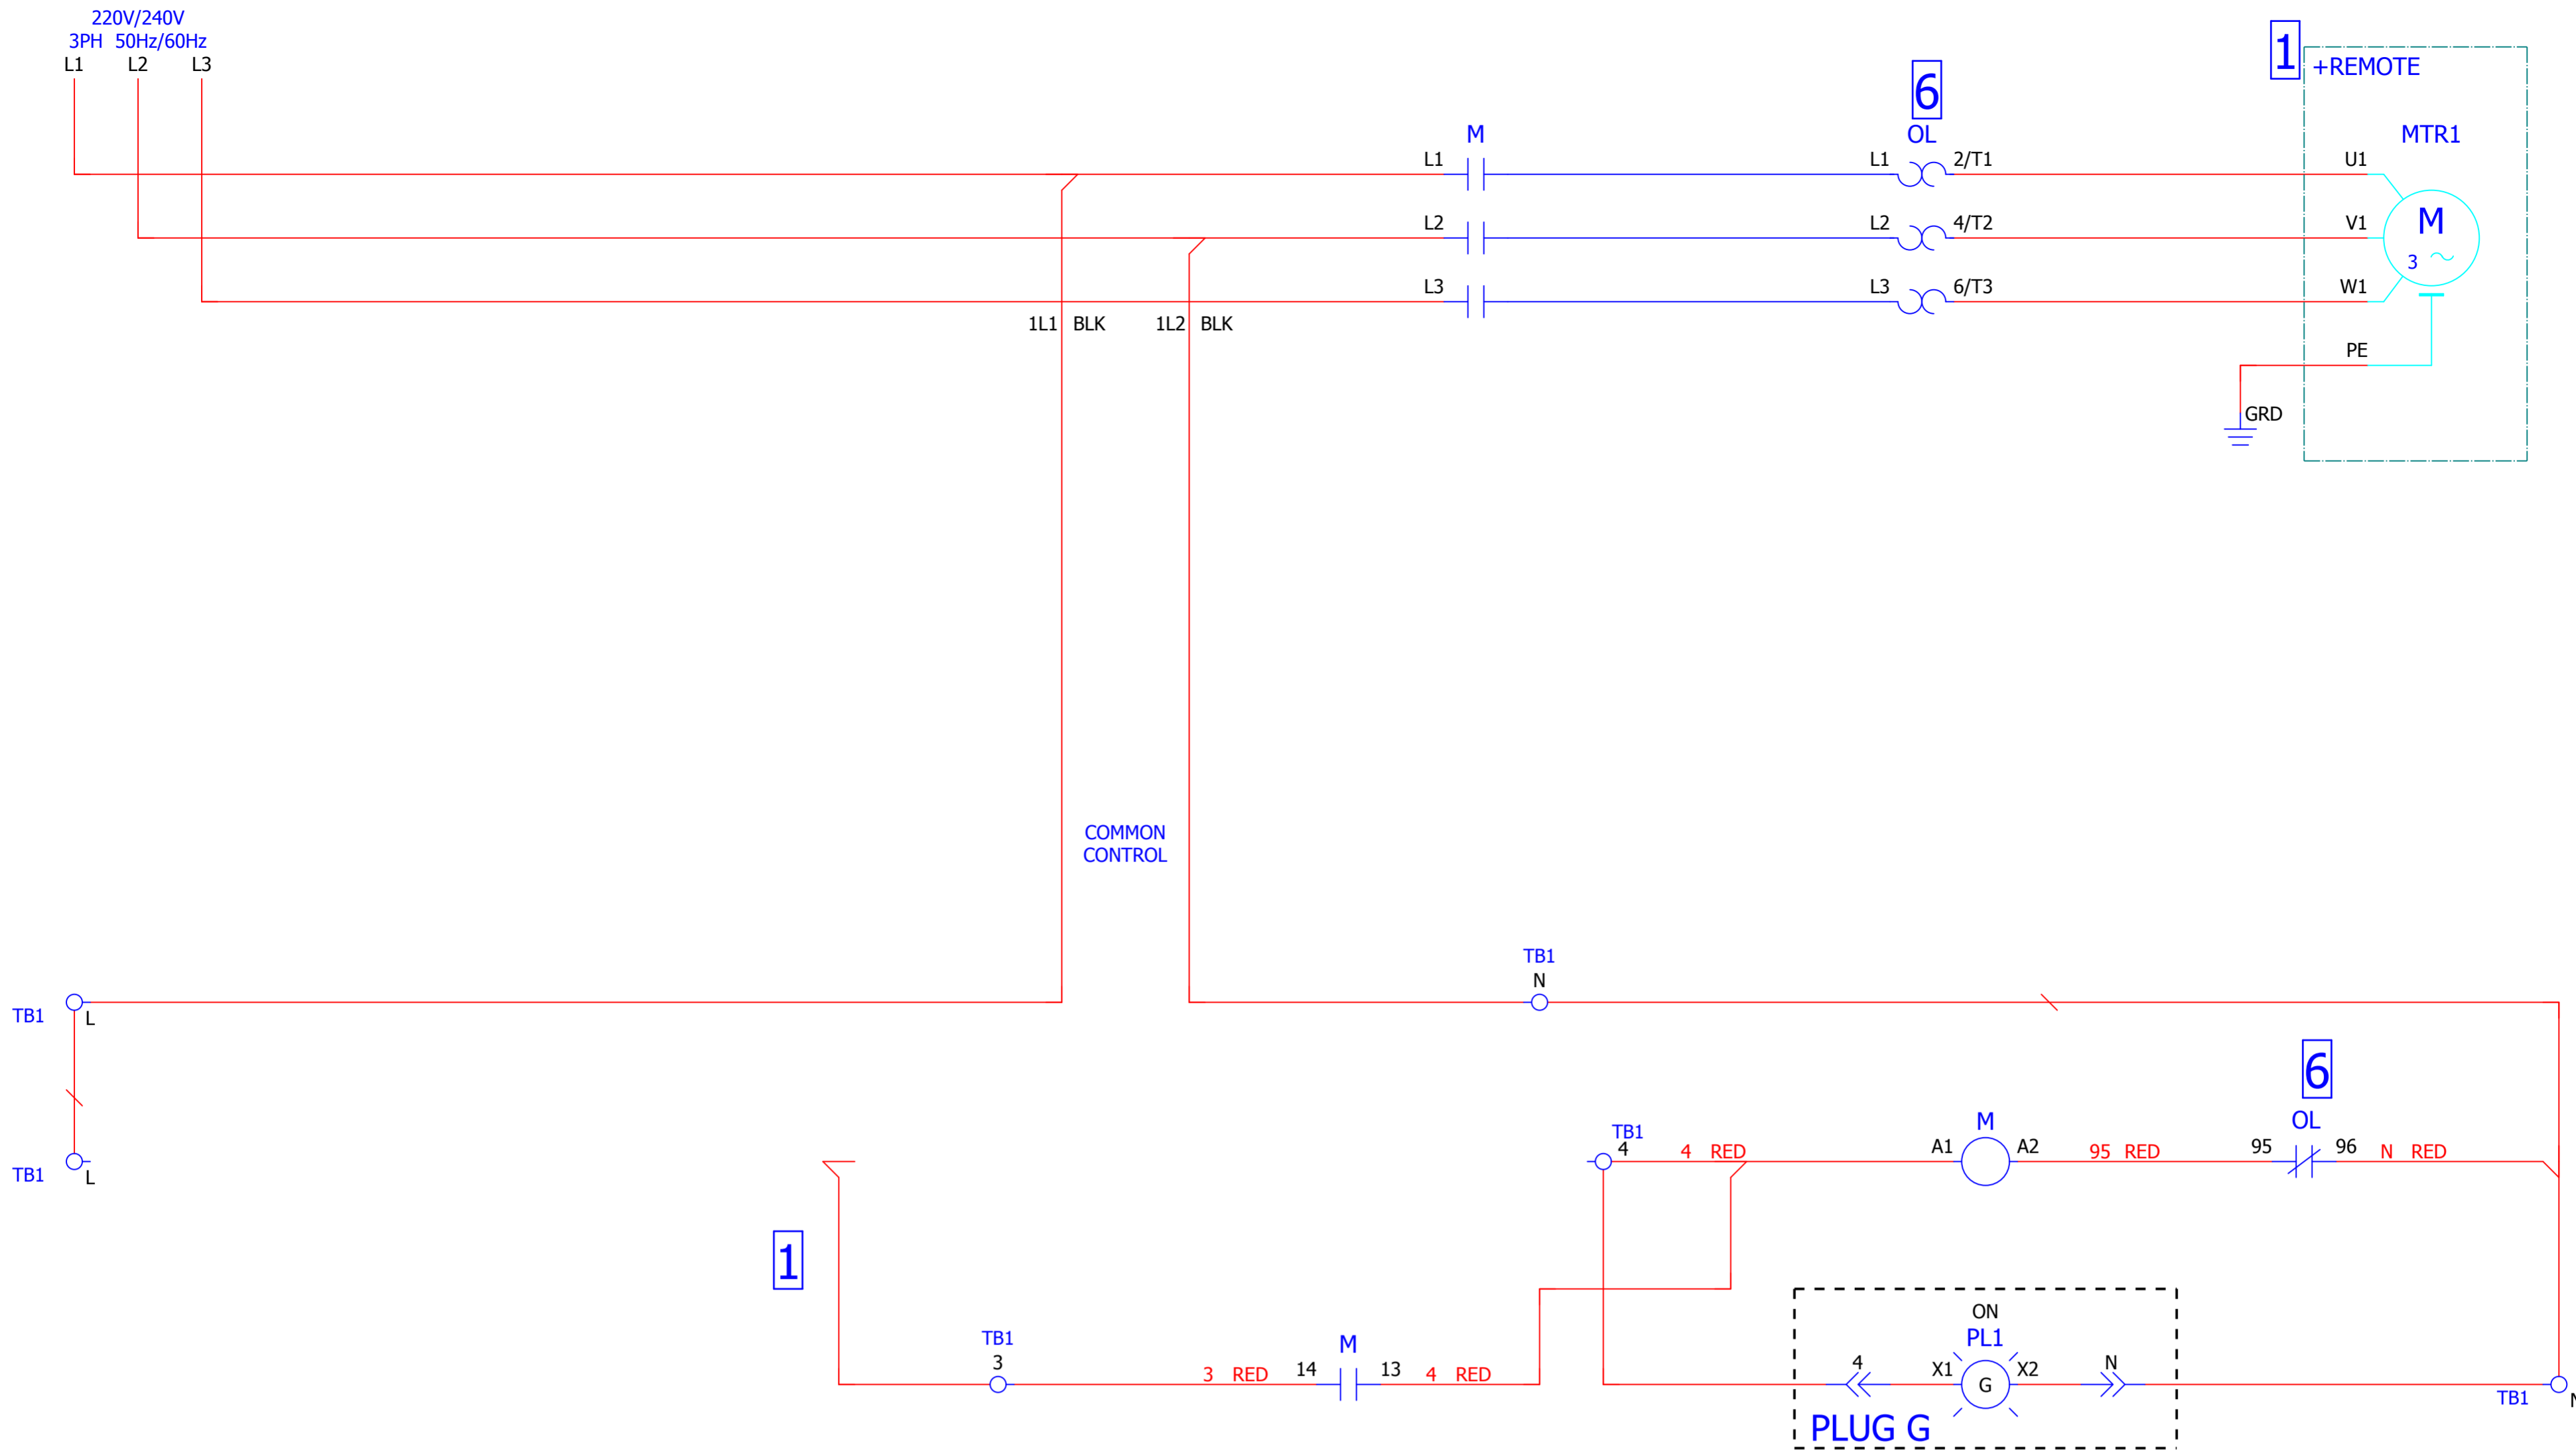 220V/240V
3PH 50Hz/60Hz
L1 L2 L3
1
+REMOTE
6
M OL MTR1
L1 L1 2/T1 U1
L2 L2 4/T2 V1
M
3
L3 L3 6/T3 W1
1L1 BLK 1L2 BLK
PE
GRD
COMMON
CONTROL
TB1
N
TB1 L
6
M OL
TB1
4 4 RED A1 A2 95 RED 95 96 N RED
TB1 L
1
ON
TB1 M PL1
3 3 RED 14 13 4 RED 4 X1 G X2 N
TB1 N
PLUG G